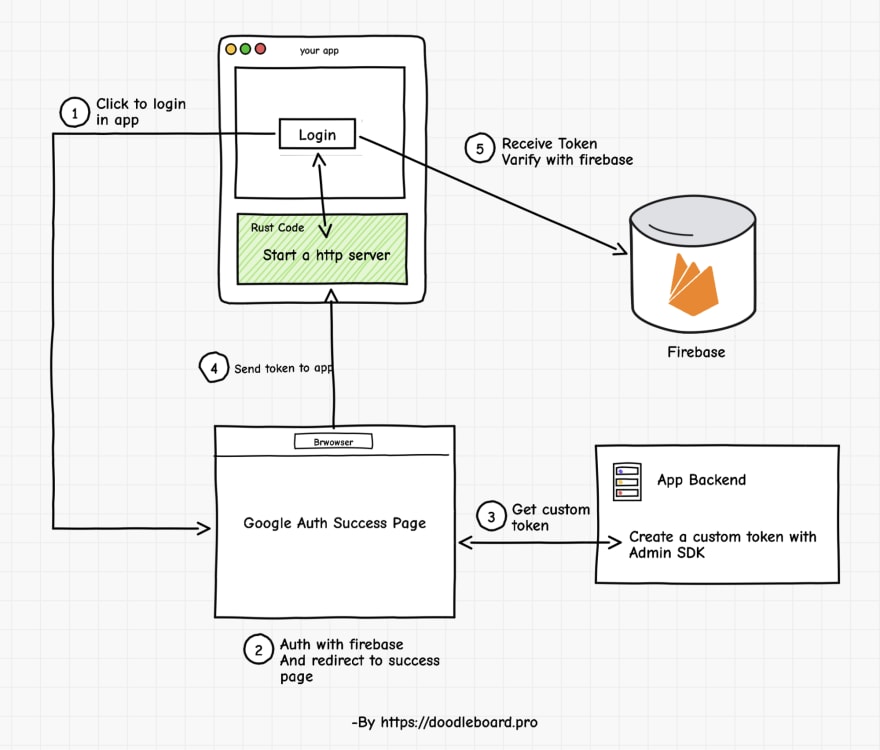 your app
1
Click to login
in app
Login
5
Receive Token
Varify with firebase
Rust Code
Start a http server
Firebase
4
Send token to app
Brwowser
Google Auth Success Page
3
Get custom
token
App Backend
Create a custom token with
Admin SDK
2
Auth with firebase
And redirect to success
page
-By https://doodleboard.pro